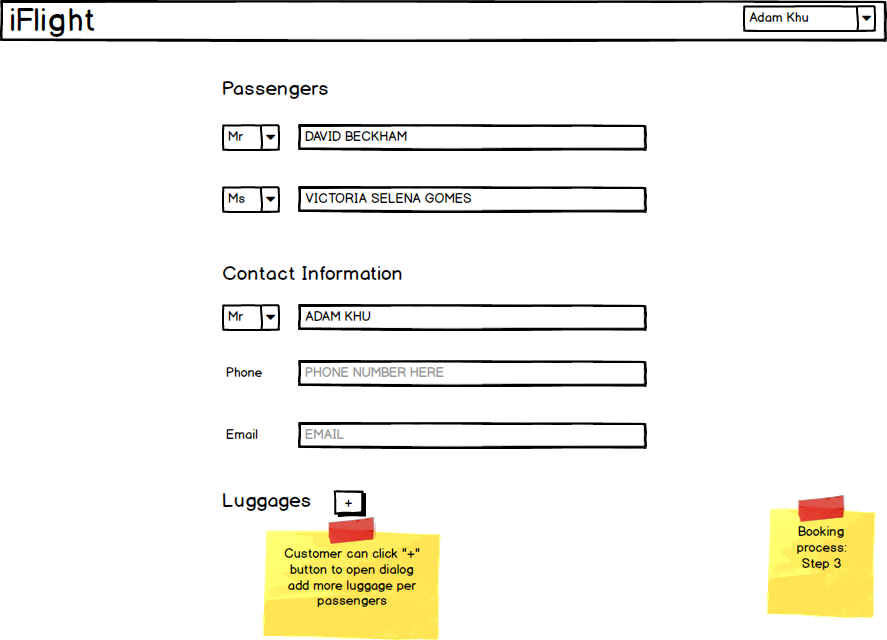 iFlight
Adam Khu
Passengers
Mr
DAVID BECKHAM
Ms
VICTORIA SELENA GOMES
Contact Information
Mr
ADAM KHU
Phone
PHONE NUMBER HERE
Email
EMAIL
Luggages
+
Customer can click "+"
button to open dialog
add more luggage per
passengers
Booking
process:
Step 3